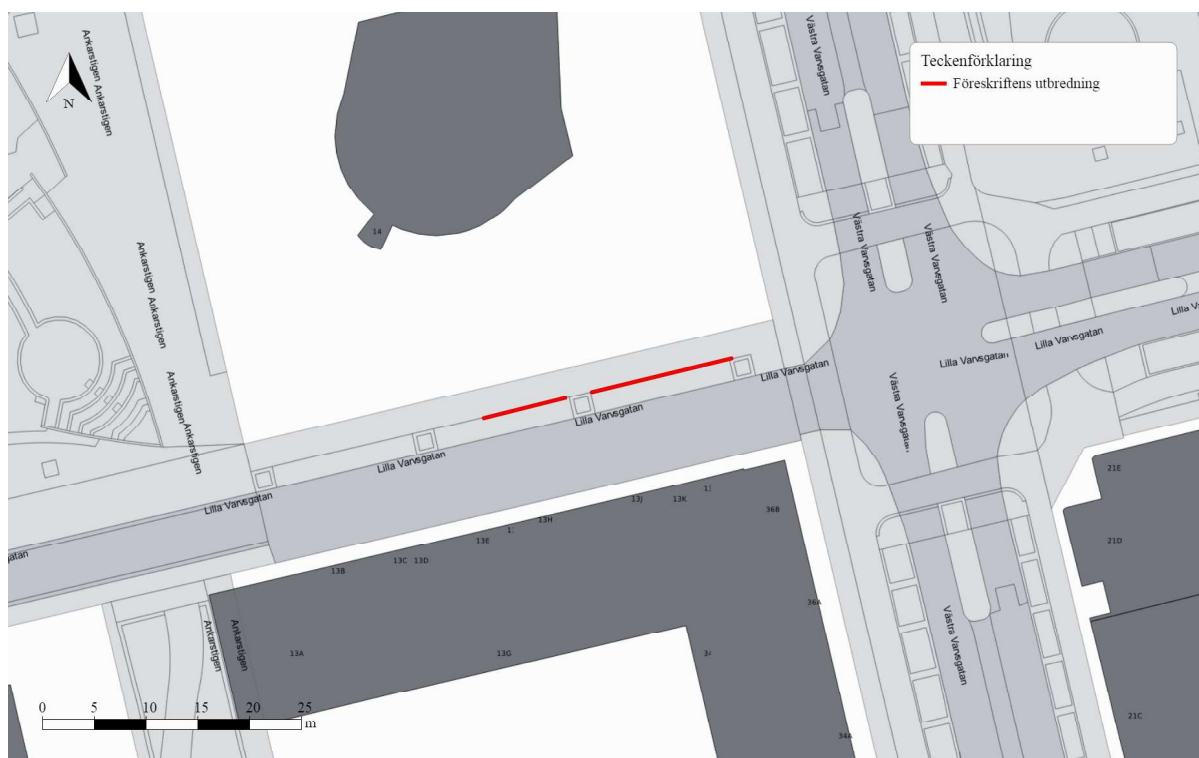 Teckenförklaring
Föreskriftens utbredning
N
Ankarstigen Ankarstigen
Ankarstigen Ankarstigen
Ankarstigen Ankarstigen
Västra Varvsgatan
Västra Varvsgatan
Västra Varvsgatan
Västra Varvsgatan
Västra Varvsgatan
14
Lilla Varvsgatan
Lilla Varvsgatan
Lilla Varvsgatan
Lilla Varvsgatan
Lilla Varvsgatan
Lilla Varvsgatan
13A
13B
13C
13D
13E
13G
13H
13J
13K
36B
36A
34A
21E
21D
21C
Ankarstigen
Ankarstigen
0 5 10 15 20 25
m